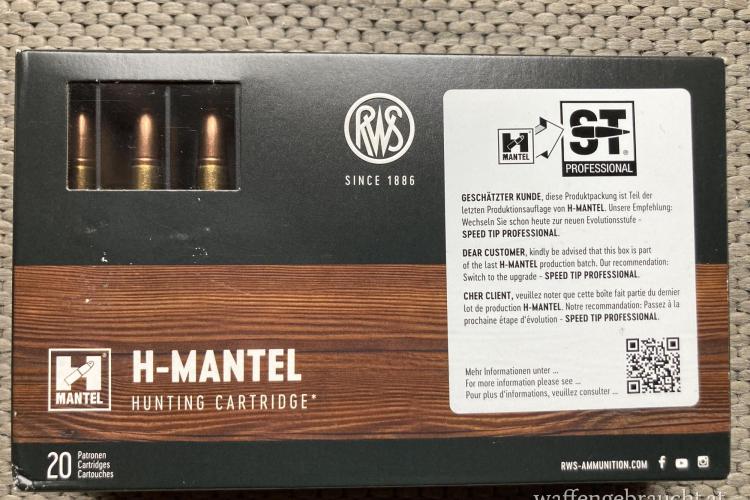 RWS
SINCE 1886
H
MANTEL
ST
®
PROFESSIONAL
GESCHÄTZTER KUNDE, diese Produktpackung ist Teil der
letzten Produktionsauflage von H-MANTEL. Unsere Empfehlung:
Wechseln Sie schon heute zur neuen Evolutionsstufe -
SPEED TIP PROFESSIONAL.
DEAR CUSTOMER, kindly be advised that this box is part
of the last H-MANTEL production batch. Our recommendation:
Switch to the upgrade - SPEED TIP PROFESSIONAL.
CHER CLIENT, veuillez noter que cette boîte fait partie du dernier
lot de production H-MANTEL. Notre recommandation: Passez à la
prochaine étape d'évolution - SPEED TIP PROFESSIONAL.
Mehr Informationen unter ...
For more information please see ...
Pour plus d'informations, veuillez consulter ...
H
MANTEL
H-MANTEL
HUNTING CARTRIDGE*
20 Patronen
Cartridges
Cartouches
RWS-AMMUNITION.COM
waffengebraucht.at